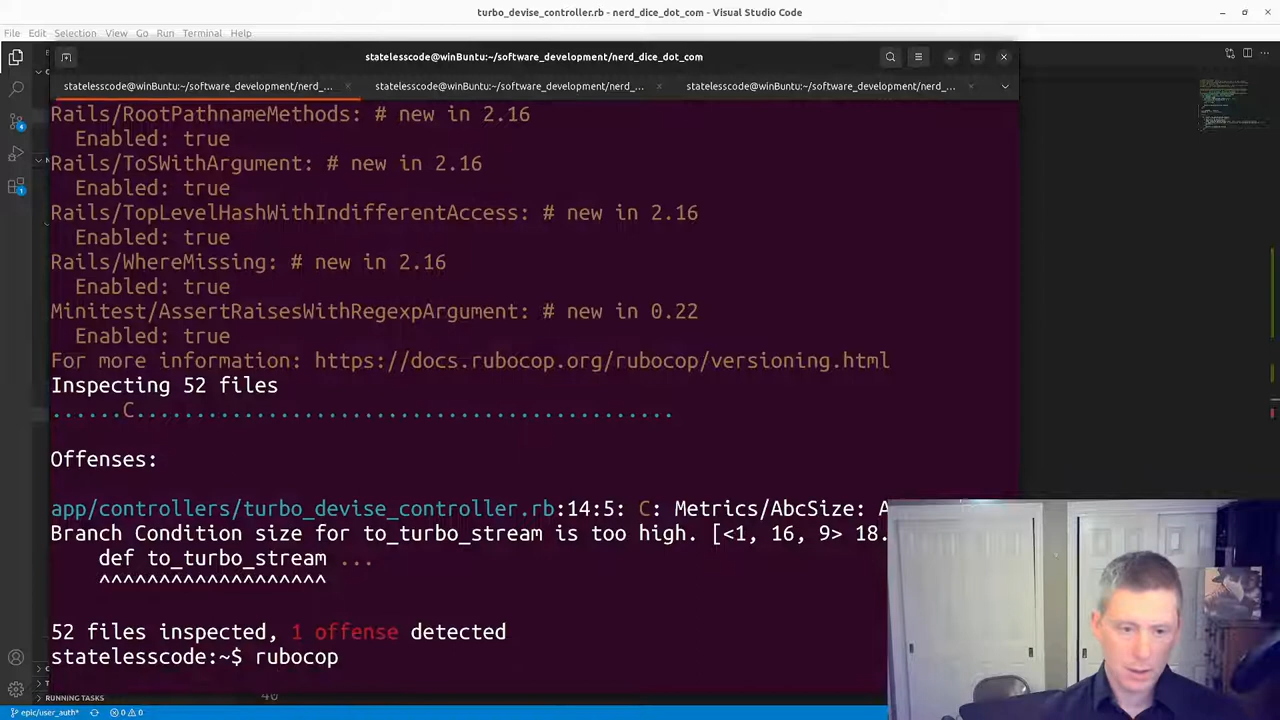 turbo_devise_controller.rb - nerd_dice_dot_com - Visual Studio Code
File Edit Selection View Go Run Terminal Help
statelesscode@winBuntu:~/software_development/nerd_dice_dot_com
statelesscode@winBuntu:~/software_development/nerd_... statelesscode@winBuntu:~/software_development/nerd_dice_dot_... statelesscode@winBuntu:~/software_development/nerd_dice_dot_...
Rails/RootPathnameMethods: # new in 2.16
Enabled: true
Rails/ToSWithArgument: # new in 2.16
Enabled: true
Rails/TopLevelHashWithIndifferentAccess: # new in 2.16
Enabled: true
Rails/WhereMissing: # new in 2.16
Enabled: true
Minitest/AssertRaisesWithRegexpArgument: # new in 0.22
Enabled: true
For more information: https://docs.rubocop.org/rubocop/versioning.html
Inspecting 52 files
......C.............................................
Offenses:
app/controllers/turbo_devise_controller.rb:14:5: C: Metrics/AbcSize: A
Branch Condition size for to_turbo_stream is too high. [<1, 16, 9> 18.
def to_turbo_stream ...
^^^^^^^^^^^^^^^^^^^
52 files inspected, 1 offense detected
statelesscode:~$ rubocop
RUNNING TASKS
epic/user_auth* 0 0